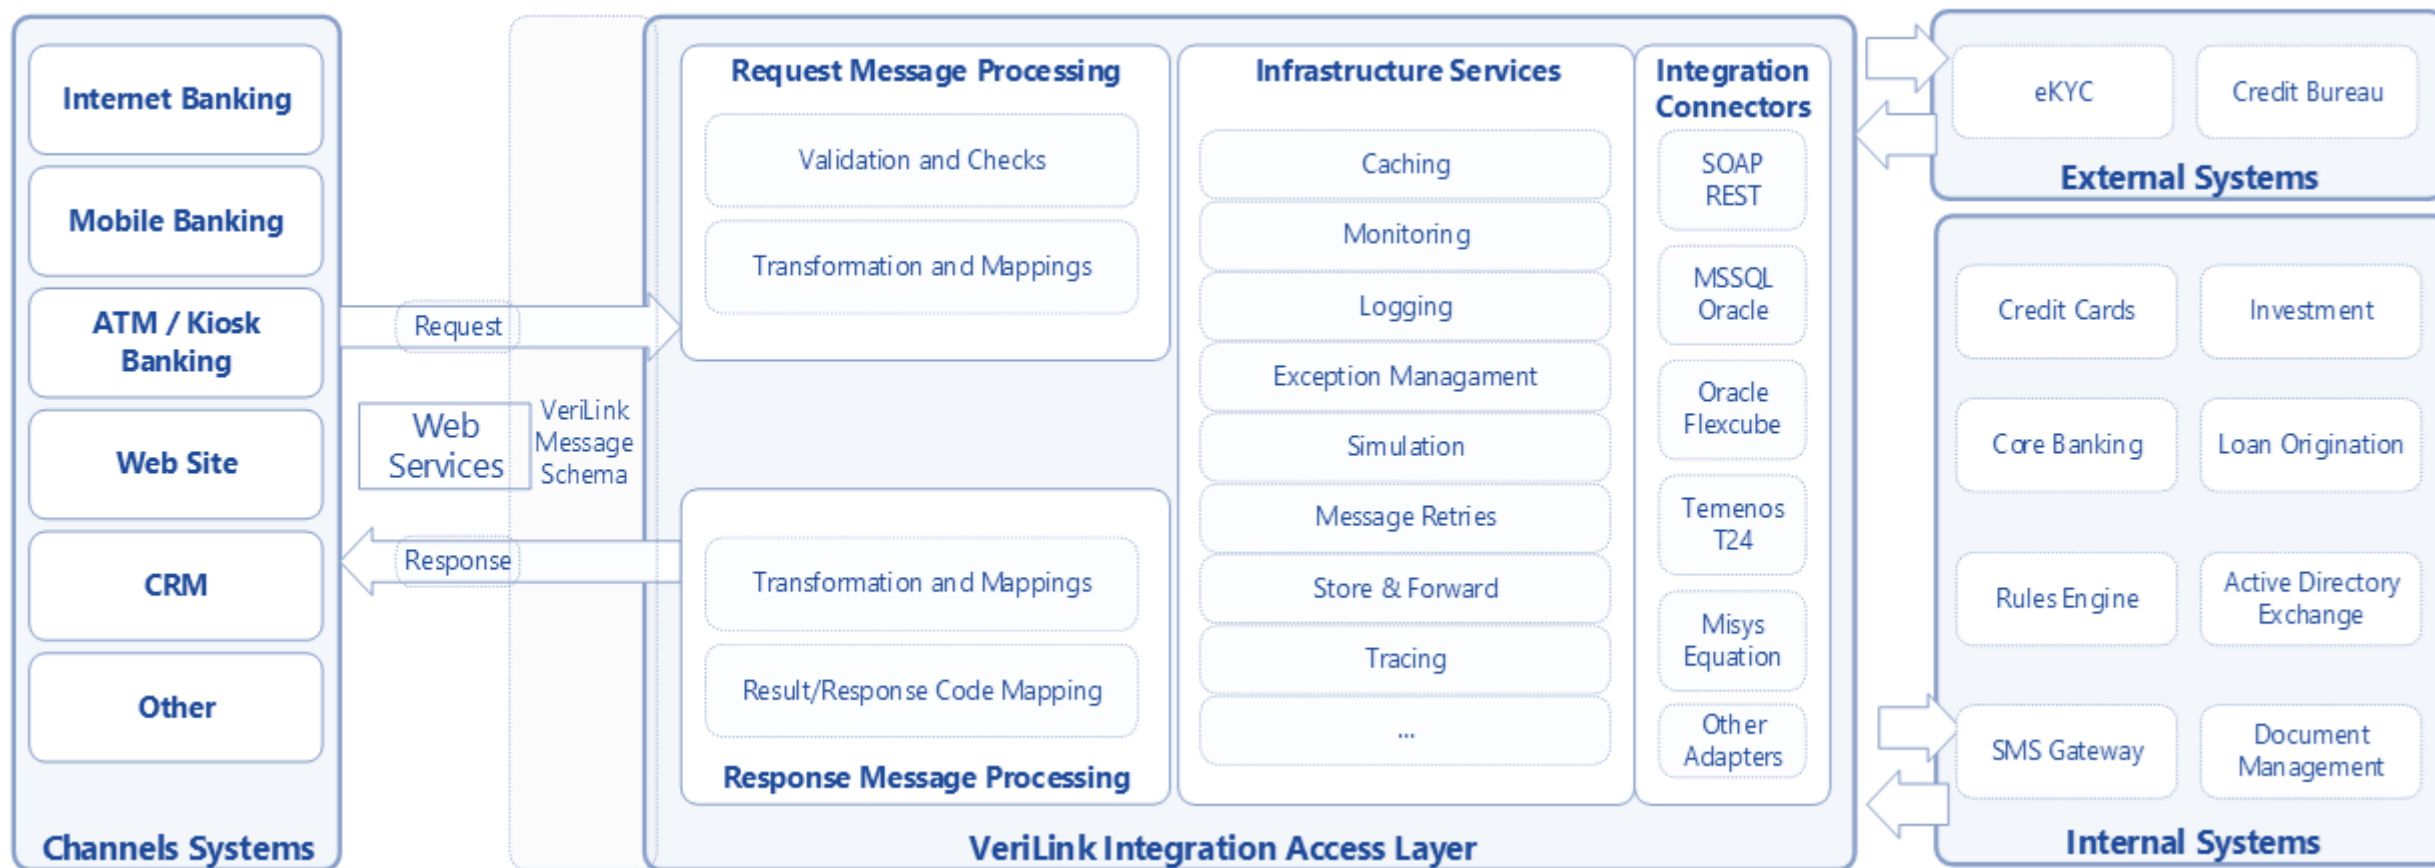 Internet Banking
Mobile Banking
ATM / Kiosk
Banking
Web Site
CRM
Other
Channels Systems
Request
Web
Services
VeriLink
Message
Schema
Response
Request Message Processing
Validation and Checks
Transformation and Mappings
Transformation and Mappings
Result/Response Code Mapping
Response Message Processing
Infrastructure Services
Caching
Monitoring
Logging
Exception Managament
Simulation
Message Retries
Store & Forward
Tracing
...
Integration
Connectors
SOAP
REST
MSSQL
Oracle
Oracle
Flexcube
Temenos
T24
Misys
Equation
Other
Adapters
VeriLink Integration Access Layer
eKYC
Credit Bureau
External Systems
Credit Cards
Investment
Core Banking
Loan Origination
Rules Engine
Active Directory
Exchange
SMS Gateway
Document
Management
Internal Systems